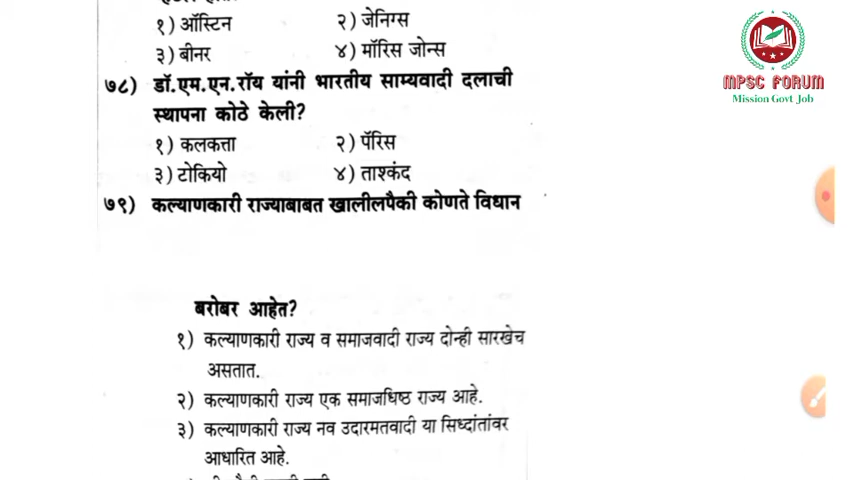 १) ऑस्टिन २) जेनिग्स
३) बीनर ४) मॉरिस जोन्स
७८) डॉ.एम.एन.रॉय यांनी भारतीय साम्यवादी दलाची
स्थापना कोठे केली?
१) कलकत्ता २) पॅरिस
३) टोकियो ४) ताश्कंद
७९) कल्याणकारी राज्याबाबत खालीलपैकी कोणते विधान
बरोबर आहेत?
१) कल्याणकारी राज्य व समाजवादी राज्य दोन्ही सारखेच
असतात.
२) कल्याणकारी राज्य एक समाजधिष्ठ राज्य आहे.
३) कल्याणकारी राज्य नव उदारमतवादी या सिध्दांतांवर
आधारित आहे.
MPSC FORUM
Mission Govt Job